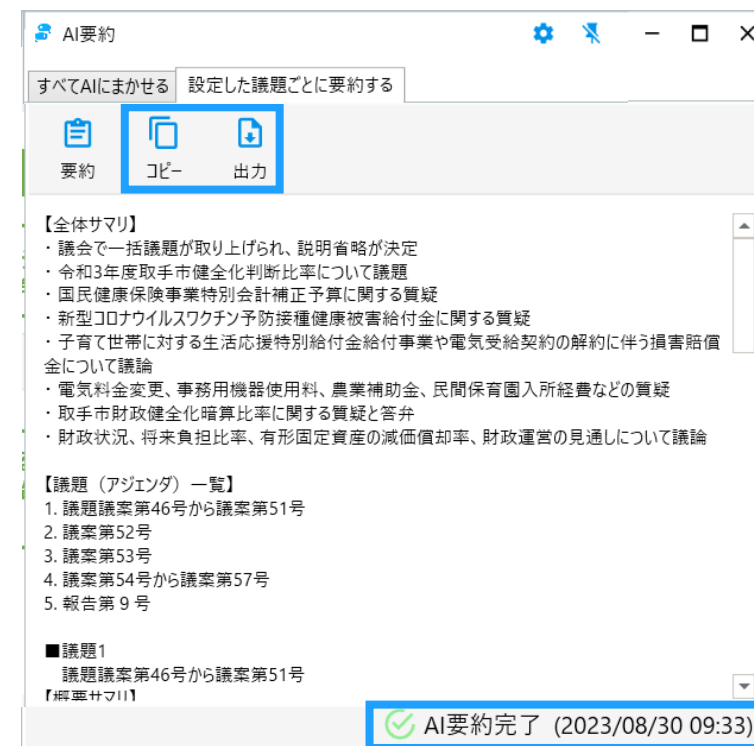 AI要約
すべてAIにまかせる 設定した議題ごとに要約する
要約 コピー 出力
【全体サマリ】
・議会で一括議題が取り上げられ、説明省略が決定
・令和3年度取手市健全化判断比率について議題
・国民健康保険事業特別会計補正予算に関する質疑
・新型コロナウイルスワクチン予防接種健康被害給付金に関する質疑
・子育て世帯に対する生活応援特別給付金給付事業や電気受給契約の解約に伴う損害賠償
金について議論
・電気料金変更、事務用機器使用料、農業補助金、民間保育園入所経費などの質疑
・取手市財政健全化暗算比率に関する質疑と答弁
・財政状況、将来負担比率、有形固定資産の減価償却率、財政運営の見通しについて議論
【議題（アジェンダ）一覧】
1. 議題議案第46号から議案第51号
2. 議案第52号
3. 議案第53号
4. 議案第54号から議案第57号
5. 報告第９号
■議題1
議題議案第46号から議案第51号
【概要サマリ】
AI要約完了 (2023/08/30 09:33)